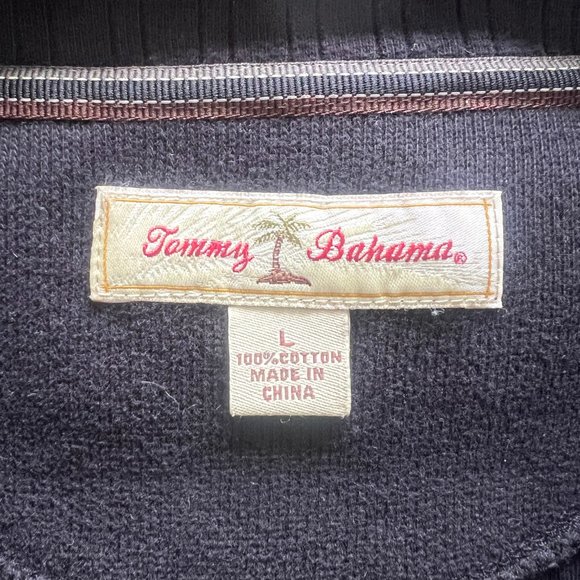 Tommy Bahama®
L
100% COTTON
MADE IN
CHINA